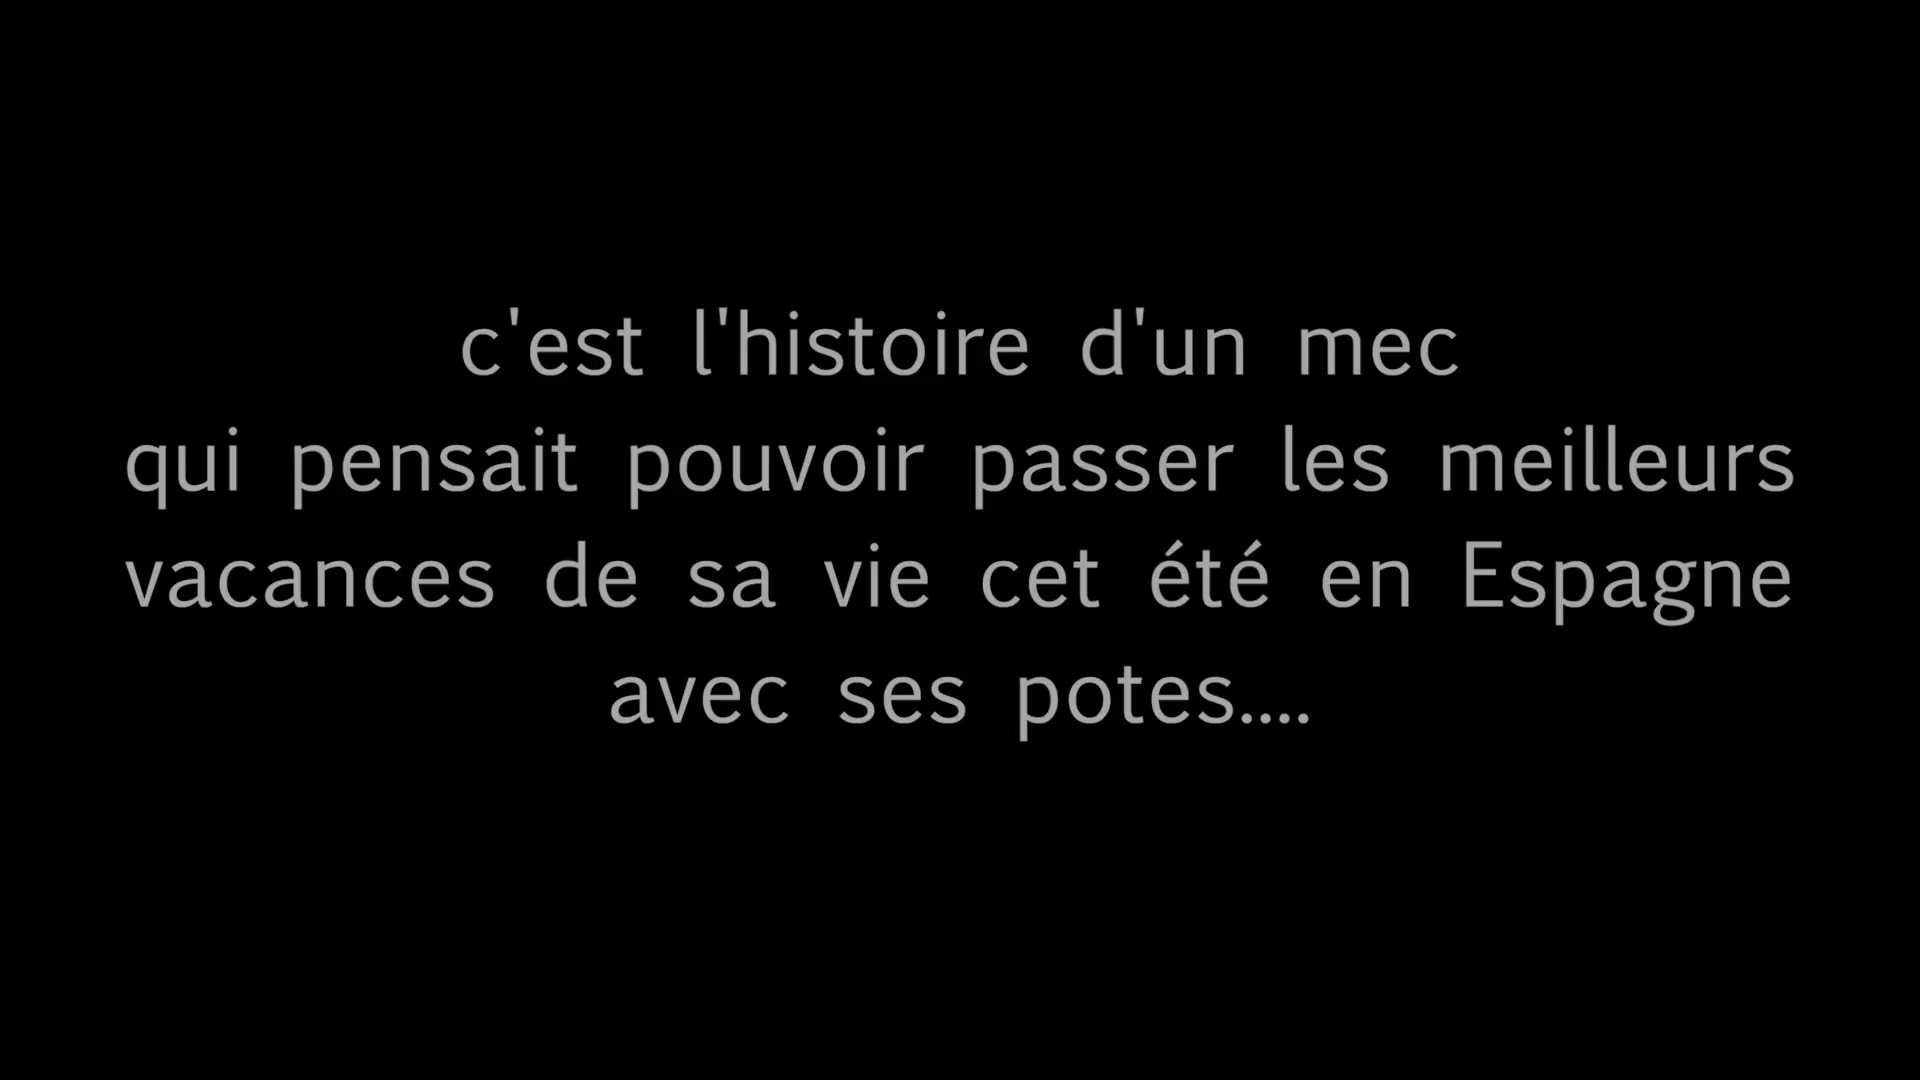 c'est l'histoire d'un mec
qui pensait pouvoir passer les meilleurs
vacances de sa vie cet été en Espagne
avec ses potes....